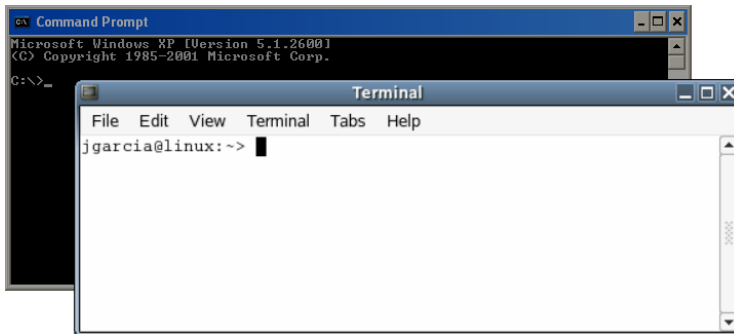 Command Prompt
Microsoft Windows XP [Version 5.1.2600]
(C) Copyright 1985-2001 Microsoft Corp.
C:\>_
Terminal
File Edit View Terminal Tabs Help
jgarcia@linux:~>